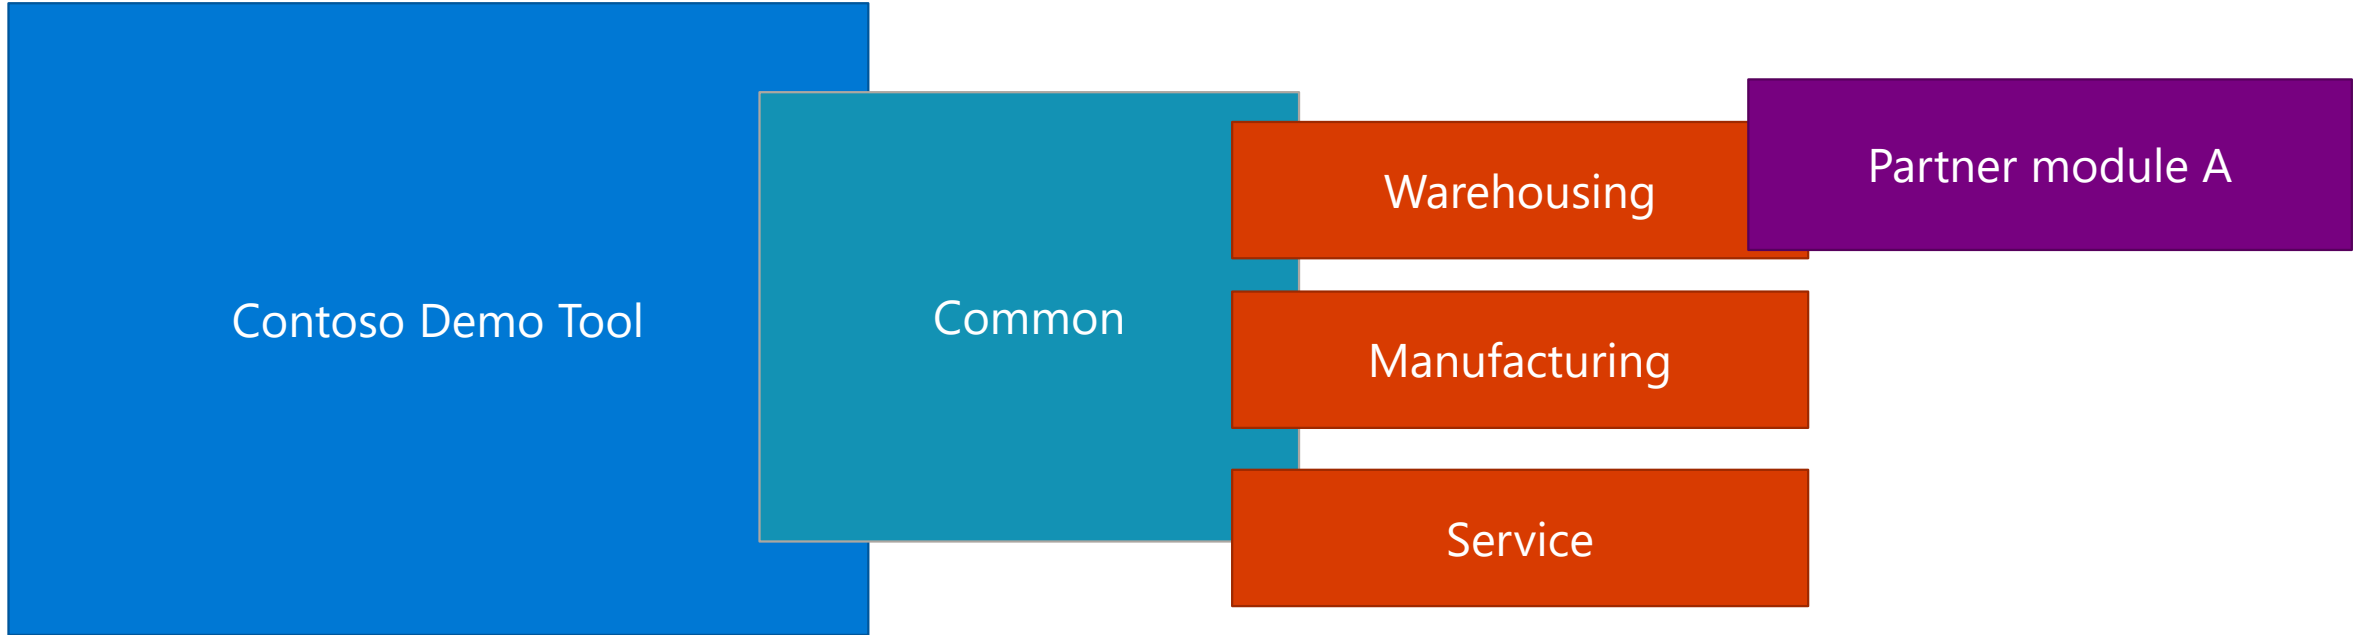 Contoso Demo Tool
Common
Warehousing
Manufacturing
Service
Partner module A